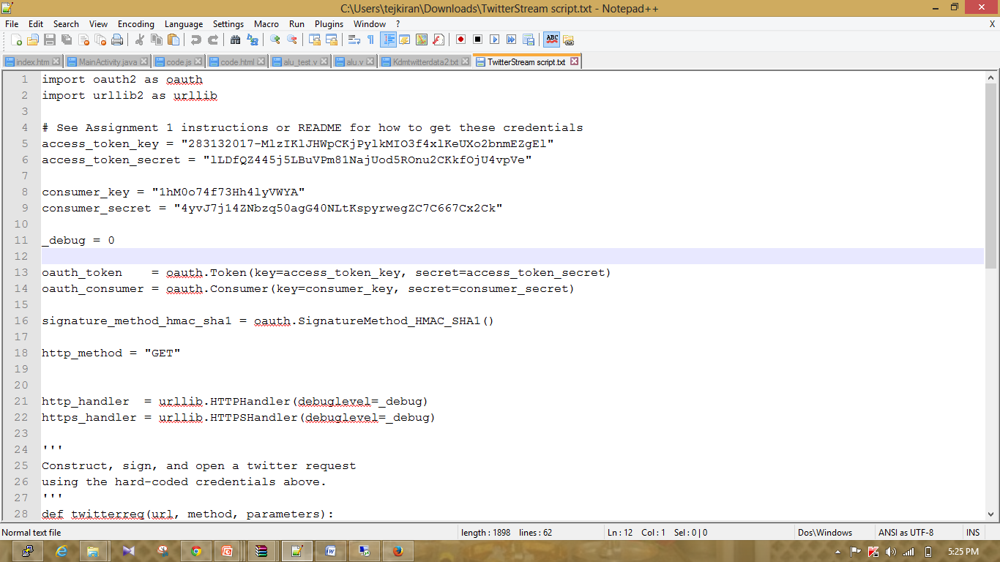 C:\Users\tejkiran\Downloads\TwitterStream script.txt - Notepad++
File Edit Search View Encoding Language Settings Macro Run Plugins Window ? X
ABC
index.htm MainActivity.java code.js code.html alu_test.v alu.v Kdmtwitterdata2.txt TwitterStream script.txt
1 import oauth2 as oauth
2 import urllib2 as urllib
3
4 # See Assignment 1 instructions or README for how to get these credentials
5 access_token_key = "283132017-MlzIKlJHWpCKjPylkMIO3f4xlKeUXo2bnmEZgEl"
6 access_token_secret = "lLDfQZ445j5LBuVPm81NajUod5ROnu2CKkfOjU4vpVe"
7
8 consumer_key = "1hM0o74f73Hh4lyVWYA"
9 consumer_secret = "4yvJ7j14ZNbzq50agG40NLtKspyrwegZC7C667Cx2Ck"
10
11 _debug = 0
12
13 oauth_token    = oauth.Token(key=access_token_key, secret=access_token_secret)
14 oauth_consumer = oauth.Consumer(key=consumer_key, secret=consumer_secret)
15
16 signature_method_hmac_sha1 = oauth.SignatureMethod_HMAC_SHA1()
17
18 http_method = "GET"
19
20
21 http_handler  = urllib.HTTPHandler(debuglevel=_debug)
22 https_handler = urllib.HTTPSHandler(debuglevel=_debug)
23
24 '''
25 Construct, sign, and open a twitter request
26 using the hard-coded credentials above.
27 '''
28 def twitterreq(url, method, parameters):
Normal text file length : 1898 lines : 62 Ln : 12 Col : 1 Sel : 0 | 0 Dos\Windows ANSI as UTF-8 INS
5:25 PM